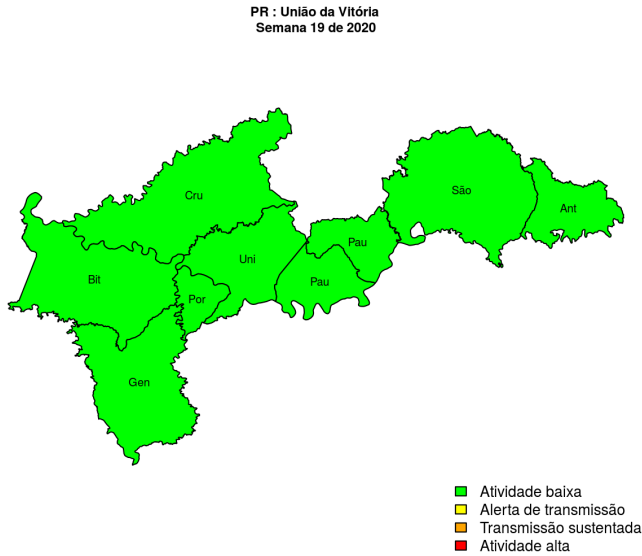 PR : União da Vitória
Semana 19 de 2020
Cru
São
Ant
Pau
Uni
Bit
Pau
Por
Gen
Atividade baixa
Alerta de transmissão
Transmissão sustentada
Atividade alta